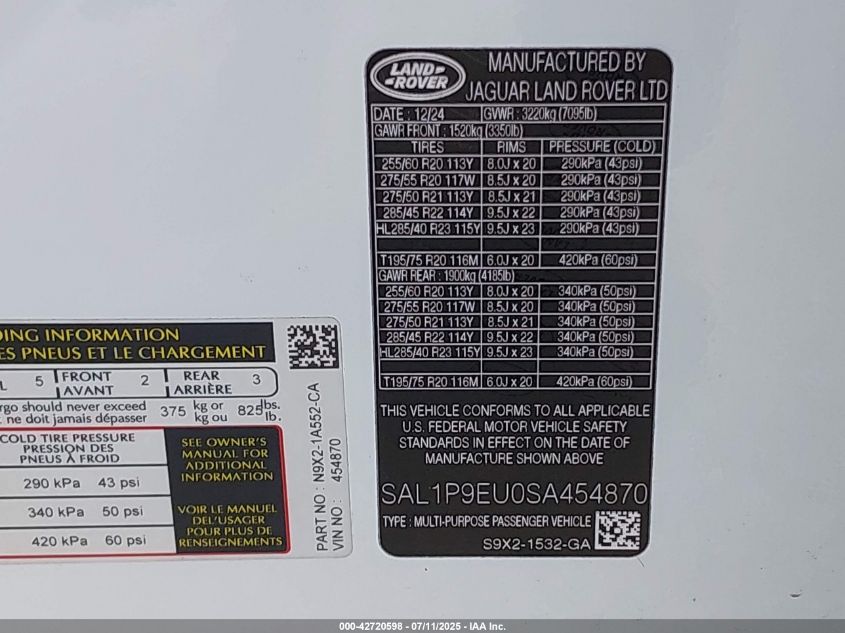 LAND-
-ROVER
MANUFACTURED BY
JAGUAR LAND ROVER LTD
DATE : 12/24 GVWR : 3220kg (7095lb)
GAWR FRONT : 1520kg (3350lb)
TIRES RIMS PRESSURE (COLD)
255/60 R20 113Y 8.0J x 20 290kPa (43psi)
275/55 R20 117W 8.5J x 20 290kPa (43psi)
275/50 R21 113Y 8.5J x 21 290kPa (43psi)
285/45 R22 114Y 9.5J x 22 290kPa (43psi)
HL285/40 R23 115Y 9.5J x 23 290kPa (43psi)
T195/75 R20 116M 6.0J x 20 420kPa (60psi)
GAWR REAR : 1900kg (4185lb)
255/60 R20 113Y 8.0J x 20 340kPa (50psi)
275/55 R20 117W 8.5J x 20 340kPa (50psi)
275/50 R21 113Y 8.5J x 21 340kPa (50psi)
285/45 R22 114Y 9.5J x 22 340kPa (50psi)
HL285/40 R23 115Y 9.5J x 23 340kPa (50psi)
T195/75 R20 116M 6.0J x 20 420kPa (60psi)
THIS VEHICLE CONFORMS TO ALL APPLICABLE
U.S. FEDERAL MOTOR VEHICLE SAFETY
STANDARDS IN EFFECT ON THE DATE OF
MANUFACTURE SHOWN ABOVE
SAL1P9EU0SA454870
TYPE : MULTI-PURPOSE PASSENGER VEHICLE
S9X2-1532-GA
DING INFORMATION
ES PNEUS ET LE CHARGEMENT
L 5 FRONT 2 REAR 3
AVANT ARRIÈRE
rgo should never exceed 375 kg or 825 lbs.
t ne doit jamais dépasser kg ou lb.
COLD TIRE PRESSURE
PRESSION DES
PNEUS À FROID
290 kPa 43 psi
340 kPa 50 psi
420 kPa 60 psi
SEE OWNER'S
MANUAL FOR
ADDITIONAL
INFORMATION
VOIR LE MANUEL
DE L'USAGER
POUR PLUS DE
RENSEIGNEMENTS
PART NO : N9X2-1A552-CA
VIN NO : 454870
000-42720598 - 07/11/2025 - IAA Inc.